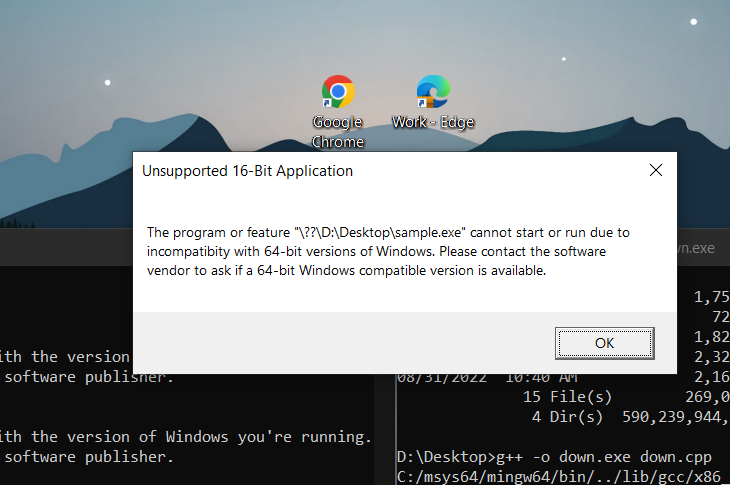 Google
Chrome
Work - Edge
Unsupported 16-Bit Application
The program or feature "\??\D:\Desktop\sample.exe" cannot start or run due to
incompatibity with 64-bit versions of Windows. Please contact the software
vendor to ask if a 64-bit Windows compatible version is available.
OK
wn.exe
ith the version
software publisher.
ith the version of Windows you're running.
software publisher.
1,75
72
1,82
2,32
08/31/2022 10:40 AM 2,16
15 File(s) 269,0
4 Dir(s) 590,239,944,
D:\Desktop>g++ -o down.exe down.cpp
C:/msys64/mingw64/bin/../lib/gcc/x86_